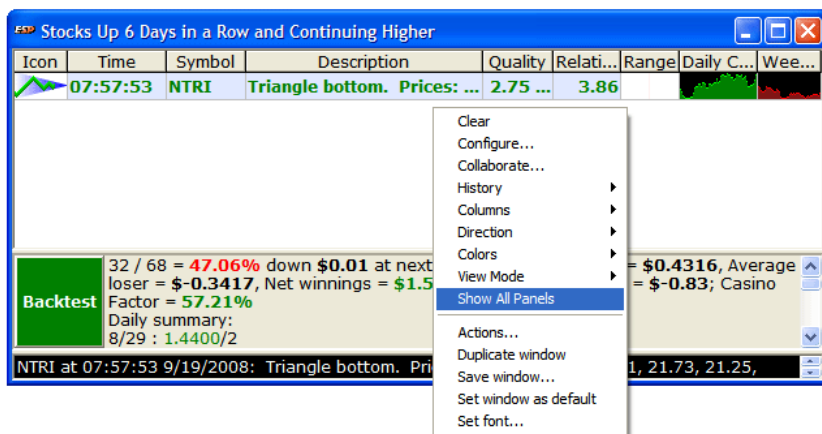 ESP Stocks Up 6 Days in a Row and Continuing Higher
Icon Time Symbol Description Quality Relati... Range Daily C... Wee...
07:57:53 NTRI Triangle bottom. Prices: ... 2.75 ... 3.86
Clear
Configure...
Collaborate...
History
Columns
Direction
Colors
View Mode
Show All Panels
Actions...
Duplicate window
Save window...
Set window as default
Set font...
Backtest
32 / 68 = 47.06% down $0.01 at next = $0.4316, Average
loser = $-0.3417, Net winnings = $1.5 = $-0.83; Casino
Factor = 57.21%
Daily summary:
8/29 : 1.4400/2
NTRI at 07:57:53 9/19/2008: Triangle bottom. Pri 1, 21.73, 21.25,